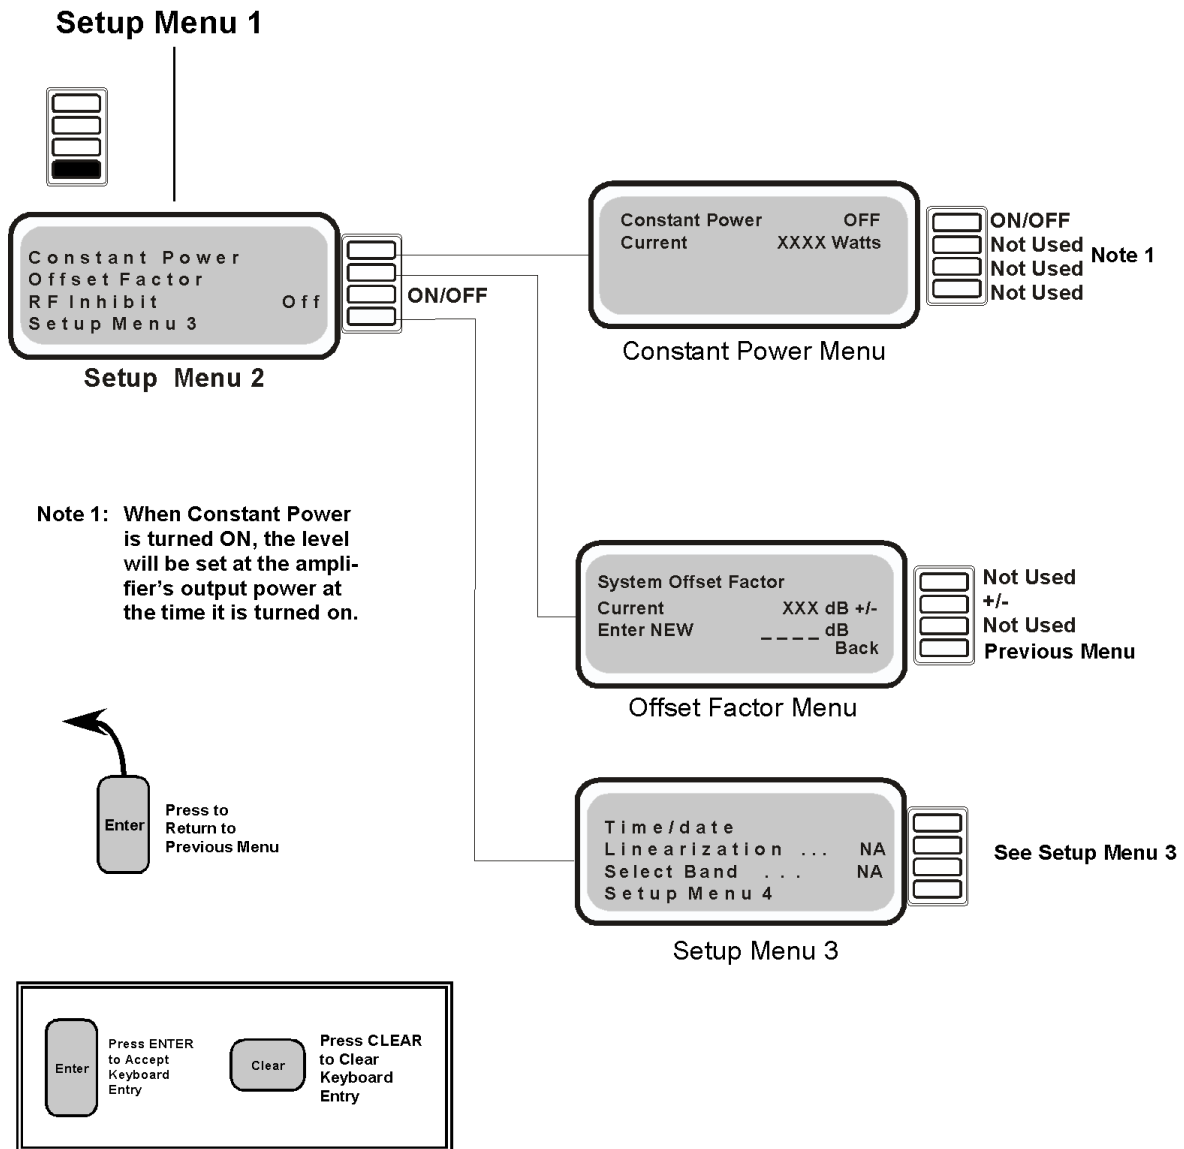 Setup Menu 1
Constant Power
Offset Factor
RF Inhibit Off
Setup Menu 3
ON/OFF
Setup Menu 2
Constant Power OFF
Current XXXX Watts
ON/OFF
Not Used
Not Used
Not Used
Note 1
Constant Power Menu
Note 1: When Constant Power
is turned ON, the level
will be set at the ampli-
fier's output power at
the time it is turned on.
System Offset Factor
Current XXX dB +/-
Enter NEW _ _ _ _ dB
Back
Not Used
+/-
Not Used
Previous Menu
Offset Factor Menu
Enter
Press to
Return to
Previous Menu
Time/date
Linearization ... NA
Select Band ... NA
Setup Menu 4
See Setup Menu 3
Setup Menu 3
Enter
Press ENTER
to Accept
Keyboard
Entry
Clear
Press CLEAR
to Clear
Keyboard
Entry